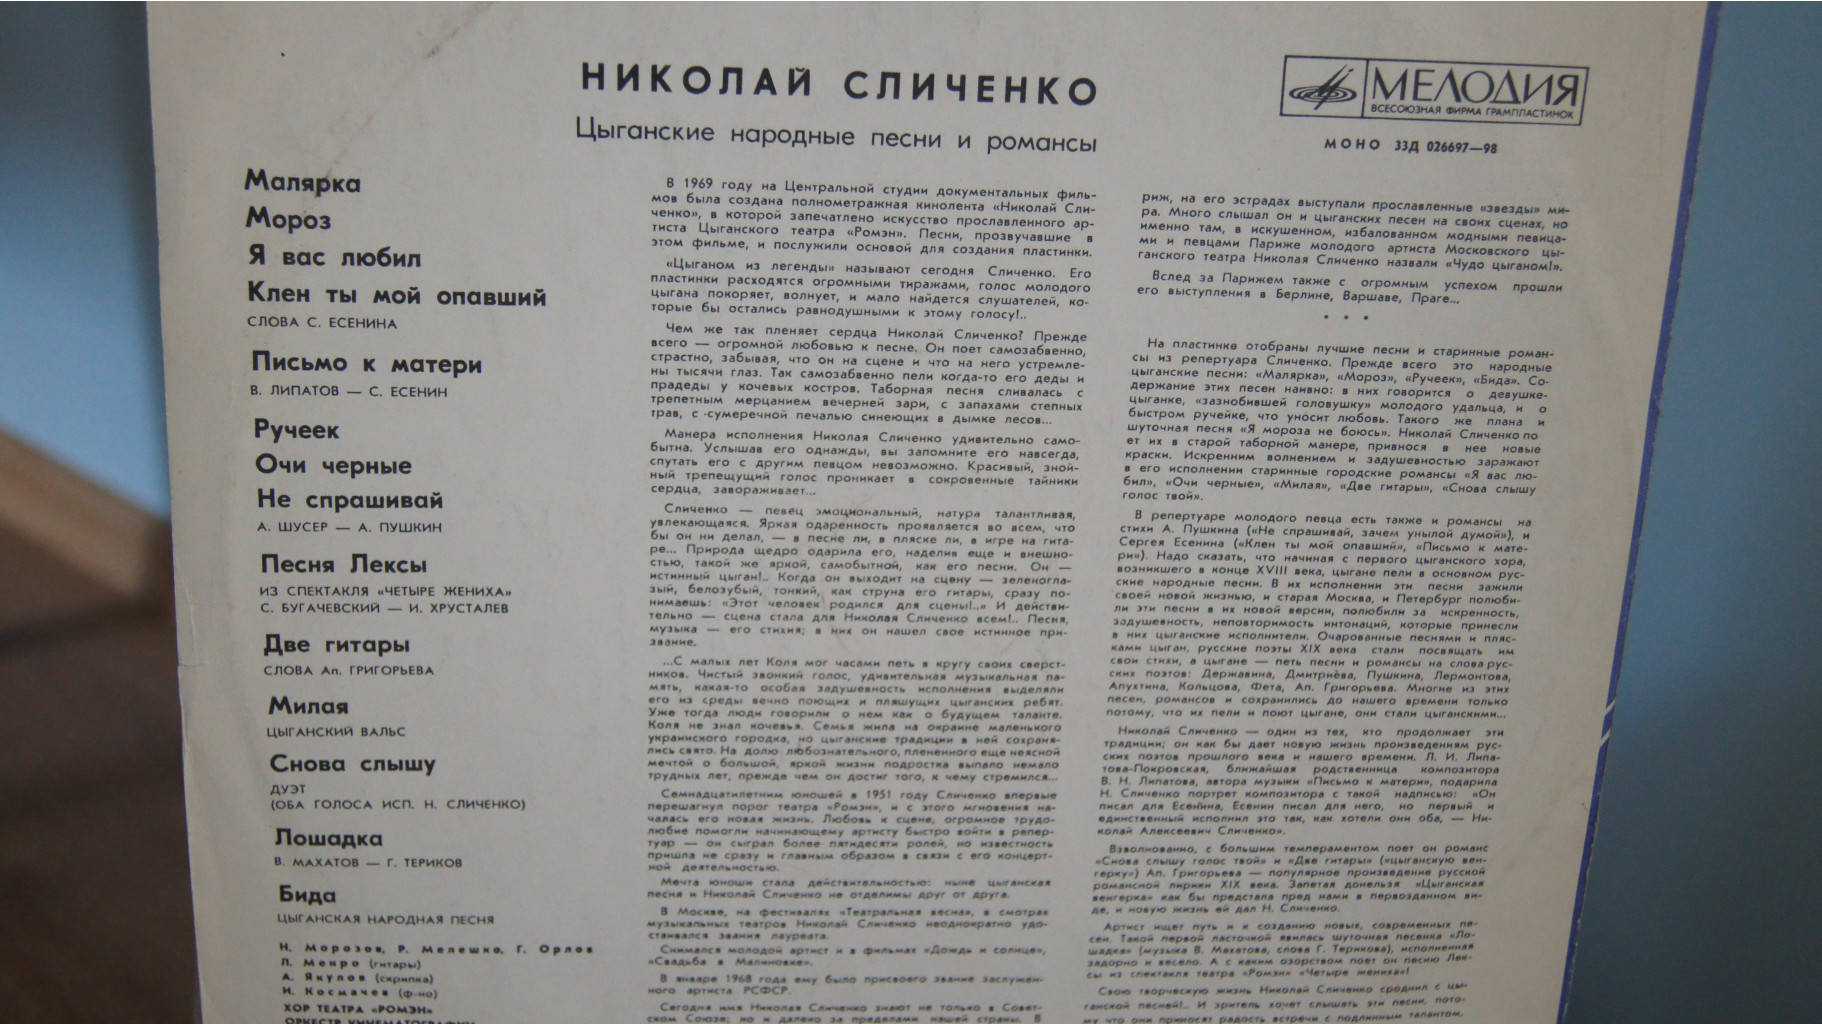 НИКОЛАЙ СЛИЧЕНКО
Цыганские народные песни и романсы
МЕЛОДИЯ
ВСЕСОЮЗНАЯ ФИРМА ГРАМПЛАСТИНОК
МОНО 33Д 026697—98
Малярка
Мороз
Я вас любил
Клен ты мой опавший
СЛОВА С. ЕСЕНИНА
Письмо к матери
В. ЛИПАТОВ — С. ЕСЕНИН
Ручеек
Очи черные
Не спрашивай
А. ШУСЕР — А. ПУШКИН
Песня Лексы
ИЗ СПЕКТАКЛЯ «ЧЕТЫРЕ ЖЕНИХА»
С. БУГАЧЕВСКИЙ — И. ХРУСТАЛЕВ
Две гитары
СЛОВА Ап. ГРИГОРЬЕВА
Милая
ЦЫГАНСКИЙ ВАЛЬС
Снова слышу
ДУЭТ
(ОБА ГОЛОСА ИСП. Н. СЛИЧЕНКО)
Лошадка
В. МАХАТОВ — Г. ТЕРИКОВ
Бида
ЦЫГАНСКАЯ НАРОДНАЯ ПЕСНЯ
Н. Морозов, Р. Мелешко, Г. Орлов
Л. Менро (гитары)
А. Якулов (скрипка)
И. Космачев (ф-но)
ХОР ТЕАТРА «РОМЭН»
ОРКЕСТР КИНЕМАТОГРАФИИ
В 1969 году на Центральной студии документальных филь-
мов была создана полнометражная кинолента «Николай Сли-
ченко», в которой запечатлено искусство прославленного ар-
тиста Цыганского театра «Ромэн». Песни, прозвучавшие в
этом фильме, и послужили основой для создания пластинки.
«Цыганом из легенды» называют сегодня Сличенко. Его
пластинки расходятся огромными тиражами, голос молодого
цыгана покоряет, волнует, и мало найдется слушателей, ко-
торые бы остались равнодушными к этому голосу!..
Чем же так пленяет сердца Николай Сличенко? Прежде
всего — огромной любовью к песне. Он поет самозабвенно,
страстно, забывая, что он на сцене и что на него устремле-
ны тысячи глаз. Так самозабвенно пели когда-то его деды и
прадеды у кочевых костров. Таборная песня сливалась с
трепетным мерцанием вечерней зари, с запахами степных
трав, с сумеречной печалью синеющих в дымке лесов...
Манера исполнения Николая Сличенко удивительно само-
бытна. Услышав его однажды, вы запомните его навсегда,
спутать его с другим певцом невозможно. Красивый, зной-
ный трепещущий голос проникает в сокровенные тайники
сердца, завораживает...
Сличенко — певец эмоциональный, натура талантливая,
увлекающаяся. Яркая одаренность проявляется во всем, что
бы он ни делал, — в песне ли, в пляске ли, в игре на гита-
ре... Природа щедро одарила его, наделив еще и внешно-
стью, такой же яркой, самобытной, как его песни. Он —
истинный цыган!.. Когда он выходит на сцену — зеленогла-
зый, белозубый, тонкий, как струна его гитары, сразу по-
нимаешь: «Этот человек родился для сцены!..» И действи-
тельно — сцена стала для Николая Сличенко всем!.. Песня,
музыка — его стихия; в них он нашел свое истинное при-
звание.
...С малых лет Коля мог часами петь в кругу своих сверст-
ников. Чистый звонкий голос, удивительная музыкальная па-
мять, какая-то особая задушевность исполнения выделяли
его из среды вечно поющих и пляшущих цыганских ребят.
Уже тогда люди говорили о нем как о будущем таланте.
Коля не знал кочевья. Семья жила на окраине маленького
украинского городка, но цыганские традиции в ней сохраня-
лись свято. На долю любознательного, плененного еще неясной
мечтой о большой, яркой жизни подростка выпало немало
трудных лет, прежде чем он достиг того, к чему стремился...
Семнадцатилетним юношей в 1951 году Сличенко впервые
перешагнул порог театра «Ромэн», и с этого мгновения на-
чалась его новая жизнь. Любовь к сцене, огромное трудо-
любие помогли начинающему артисту быстро войти в репер-
туар — он сыграл более пятидесяти ролей, но известность
пришла не сразу и главным образом в связи с его концерт-
ной деятельностью.
Мечта юноши стала действительностью: ныне цыганская
песня и Николай Сличенко не отделимы друг от друга.
В Москве, на фестивалях «Театральная весна», в смотрах
музыкальных театров Николай Сличенко неоднократно удо-
стаивался звания лауреата.
Снимался молодой артист и в фильмах «Дождь и солнце»,
«Свадьба в Малиновке».
В январе 1968 года ему было присвоено звание заслужен-
ного артиста РСФСР.
Сегодня имя Николая Сличенко знают не только в Совет-
ском Союзе; но и далеко за пределами нашей страны. В
риж, на его эстрадах выступали прославленные «звезды» ми-
ра. Много слышал он и цыганских песен на своих сценах, но
именно там, в искушенном, избалованном модными певица-
ми и певцами Париже молодого артиста Московского цы-
ганского театра Николая Сличенко назвали «Чудо цыганом!».
Вслед за Парижем также с огромным успехом прошли
его выступления в Берлине, Варшаве, Праге...
• • •
На пластинке отобраны лучшие песни и старинные роман-
сы из репертуара Сличенко. Прежде всего это народные
цыганские песни: «Малярка», «Мороз», «Ручеек», «Бида». Со-
держание этих песен наивно: в них говорится о девушке-
цыганке, «зазнобившей головушку» молодого удальца, и о
быстром ручейке, что уносит любовь. Такого же плана и
шуточная песня «Я мороза не боюсь». Николай Сличенко по
ет их в старой таборной манере, привнося в нее новые
краски. Искренним волнением и задушевностью заражают
в его исполнении старинные городские романсы «Я вас лю-
бил», «Очи черные», «Милая», «Две гитары», «Снова слышу
голос твой».
В репертуаре молодого певца есть также и романсы на
стихи А. Пушкина («Не спрашивай, зачем унылой думой»), и
Сергея Есенина («Клен ты мой опавший», «Письмо к мате-
ри»). Надо сказать, что начиная с первого цыганского хора,
возникшего в конце XVIII века, цыгане пели в основном рус-
ские народные песни. В их исполнении эти песни зажили
своей новой жизнью, и старая Москва, и Петербург полюби-
ли эти песни в их новой версии, полюбили за искренность,
задушевность, неповторимость интонаций, которые принесли
в них цыганские исполнители. Очарованные песнями и пляс-
ками цыган, русские поэты XIX века стали посвящать им
свои стихи, а цыгане — петь песни и романсы на слова рус-
ских поэтов: Державина, Дмитриева, Пушкина, Лермонтова,
Апухтина, Кольцова, Фета, Ап. Григорьева. Многие из этих
песен, романсов и сохранились до нашего времени только
потому, что их пели и поют цыгане, они стали цыганскими...
Николай Сличенко — один из тех, кто продолжает эти
традиции; он как бы дает новую жизнь произведениям рус-
ских поэтов прошлого века и нашего времени. Л. И. Липа-
това-Покровская, ближайшая родственница композитора
В. Н. Липатова, автора музыки «Письмо к матери», подарила
Н. Сличенко портрет композитора с такой надписью: «Он
писал для Есенина, Есенин писал для него, но первый и
единственный исполнил это так, как хотели они оба, — Ни-
колай Алексеевич Сличенко».
Взволнованно, с большим темпераментом поет он романс
«Снова слышу голос твой» и «Две гитары» («цыганскую вен-
герку») Ап. Григорьева — популярное произведение русской
романсной лирики XIX века. Запетая донельзя «Цыганская
венгерка» как бы предстала пред нами в первозданном ви-
де, и новую жизнь ей дал Н. Сличенко.
Артист ищет путь и к созданию новых, современных пе-
сен. Такой первой ласточкой явилась шуточная песенка «Ло-
шадка» (музыка В. Махатова, слова Г. Терикова), исполненная
задорно и весело. А с каким озорством поет он песню Лек-
сы из спектакля театра «Ромэн» «Четыре жениха»!
Свою творческую жизнь Николай Сличенко сроднил с цы-
ганской песней!.. И зритель хочет слышать эти песни, пото-
му что они приносят радость встречи с подлинным талантом.